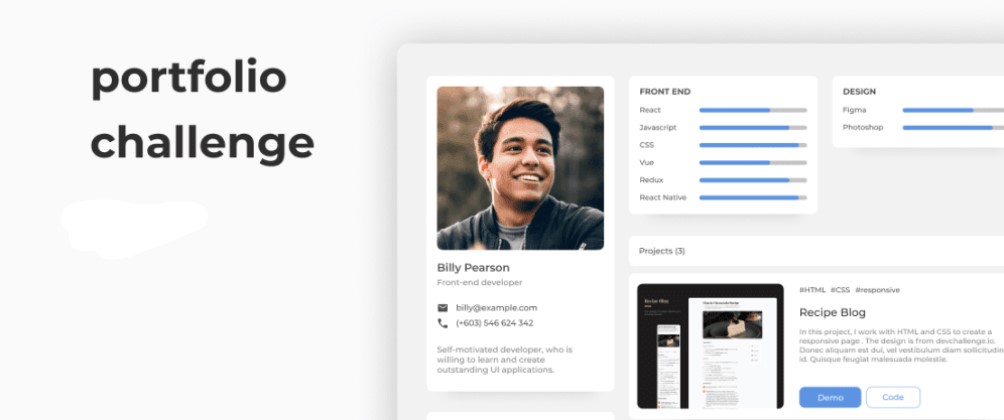 portfolio
challenge
Billy Pearson
Front-end developer
billy@example.com
(+603) 546 624 342
Self-motivated developer, who is
willing to learn and create
outstanding UI applications.
FRONT END
React
Javascript
CSS
Vue
Redux
React Native
DESIGN
Figma
Photoshop
Projects (3)
#HTML #CSS #responsive
Recipe Blog
In this project, I work with HTML and CSS to create a
responsive page . The design is from devchallenge.io.
Donec aliquam est dui, vel vestibulum diam sollicitudin
id. Quisque feugiat malesuada molestie.
Demo
Code